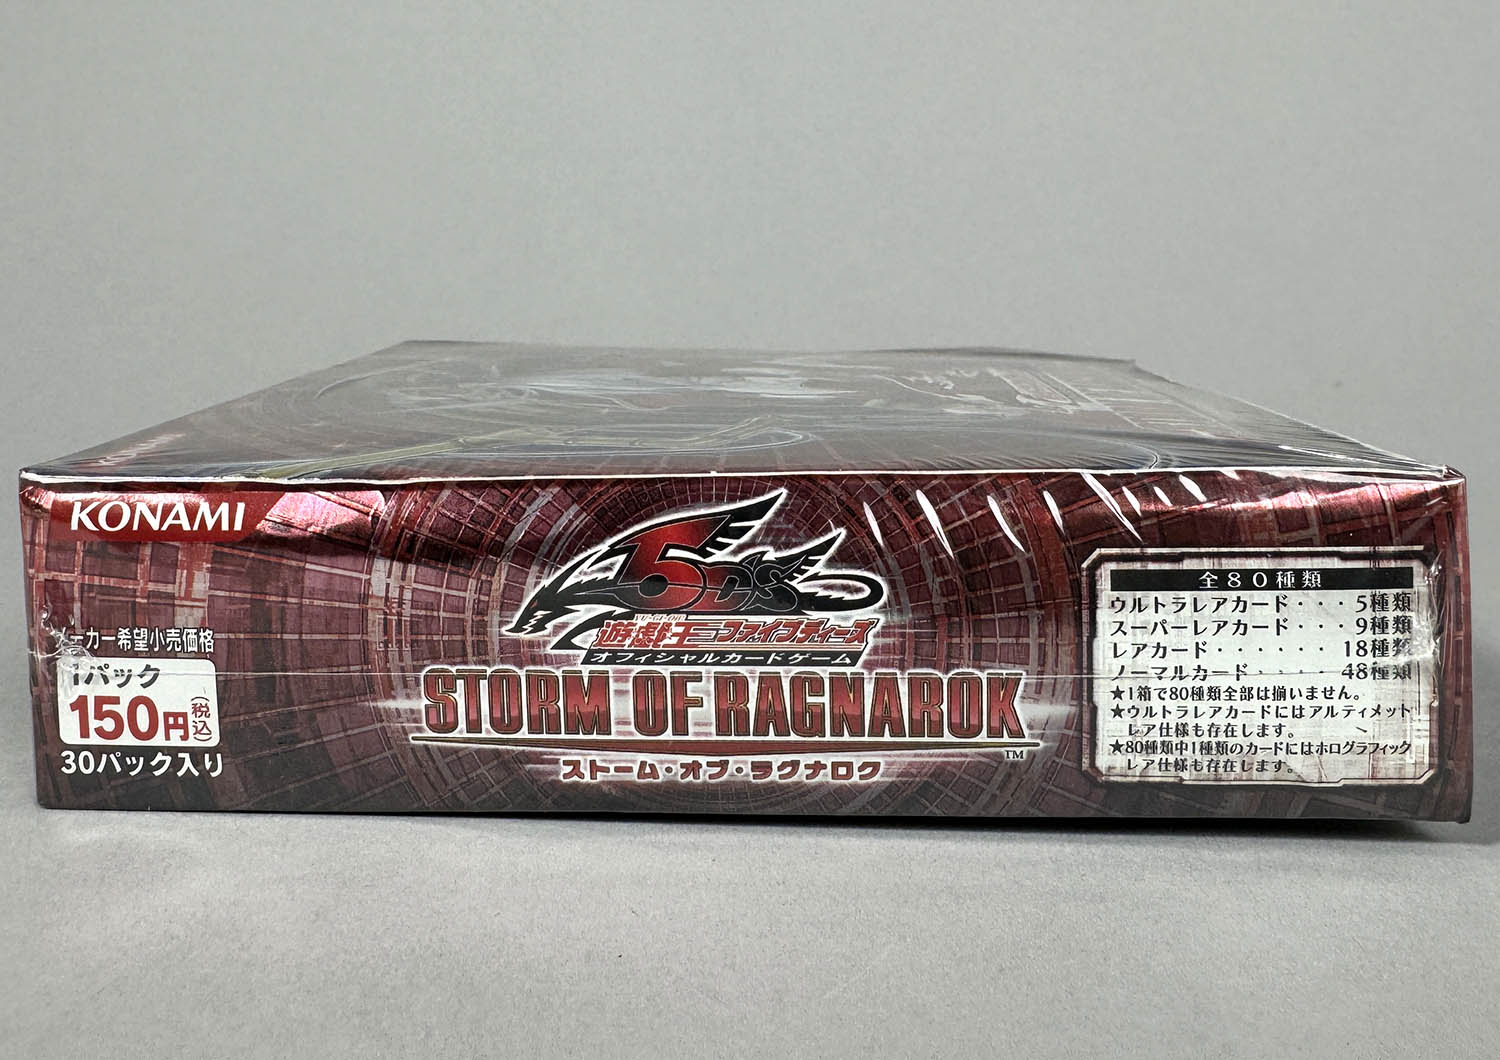 KONAMI
KONAMI
メーカー希望小売価格
1パック
150円(税込)
30パック入り
5D's
YU-GI-OH!
遊戯王ファイブディーズ
オフィシャルカードゲーム
STORM OF RAGNAROK™
ストーム・オブ・ラグナロク
全80種類
ウルトラレアカード・・・5種類
スーパーレアカード・・・9種類
レアカード・・・・・・18種類
ノーマルカード・・・・・48種類
★1箱で80種類全部は揃いません。
★ウルトラレアカードにはアルティメット
レア仕様も存在します。
★80種類中1種類のカードにはホログラフィック
レア仕様も存在します。